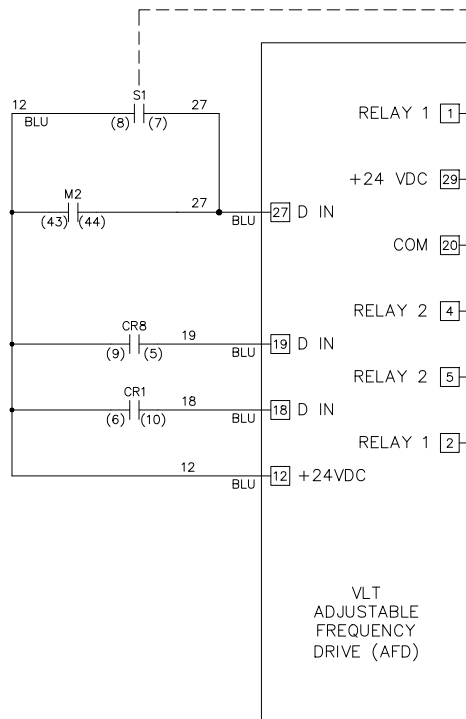 S1
12
27
BLU
(8)
(7)
RELAY 1
1
+24 VDC
29
M2
27
(43)
(44)
BLU
27
D IN
COM
20
RELAY 2
4
CR8
19
(9)
(5)
BLU
19
D IN
RELAY 2
5
CR1
18
(6)
(10)
BLU
18
D IN
RELAY 1
2
12
BLU
12
+24VDC
VLT
ADJUSTABLE
FREQUENCY
DRIVE (AFD)